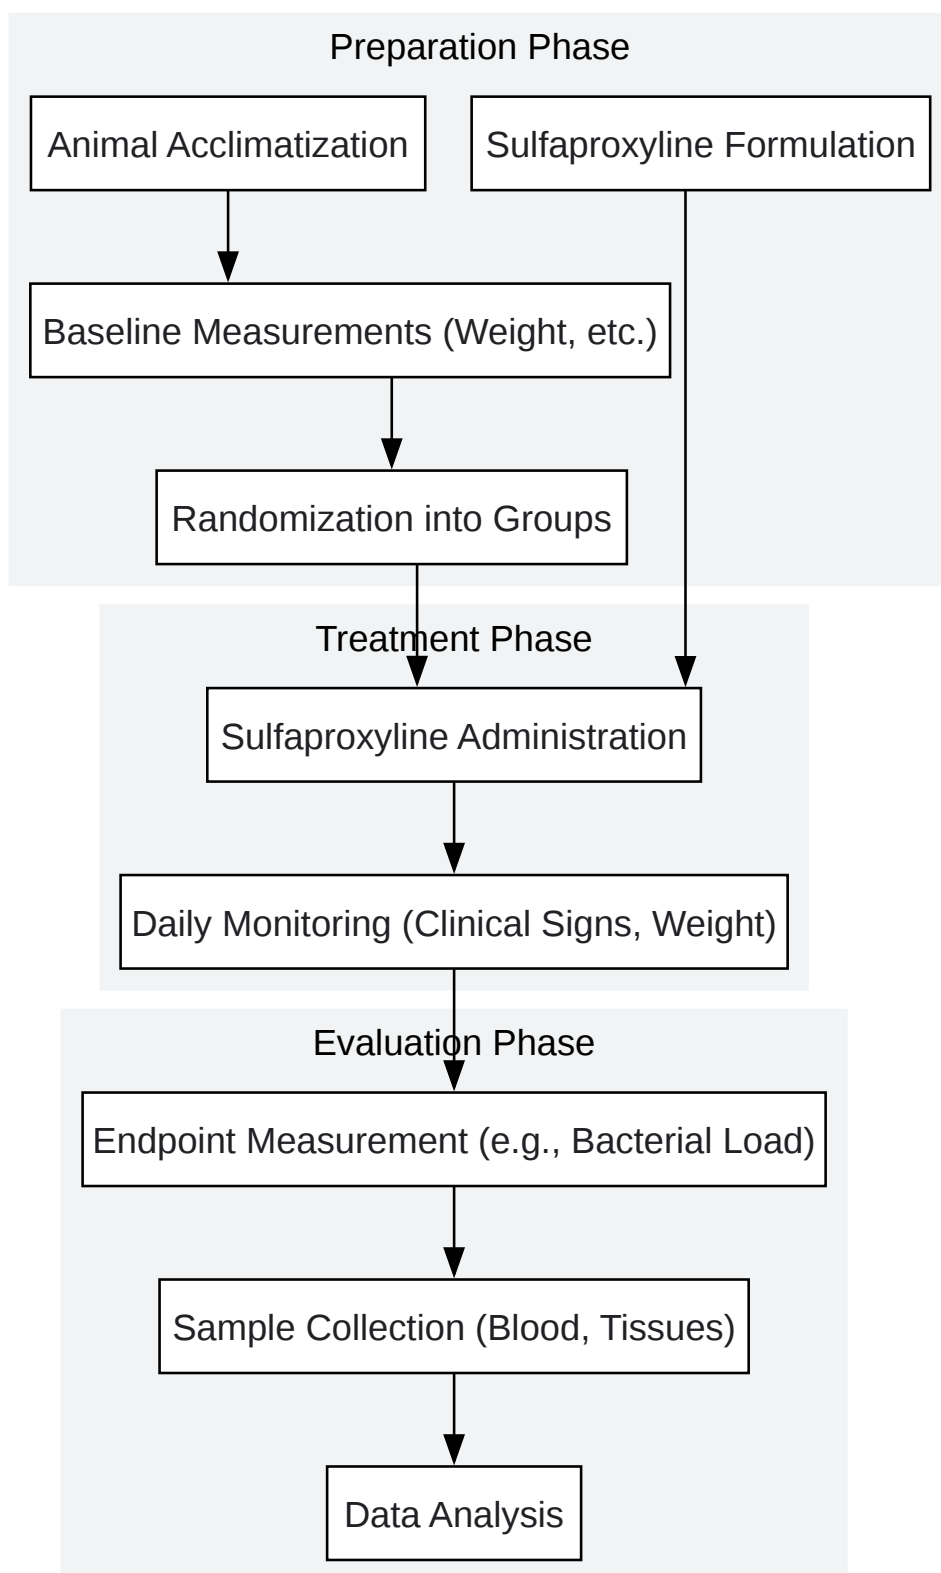 Preparation Phase
Animal Acclimatization
Sulfaproxyline Formulation
Baseline Measurements (Weight, etc.)
Randomization into Groups
Treatment Phase
Sulfaproxyline Administration
Daily Monitoring (Clinical Signs, Weight)
Evaluation Phase
Endpoint Measurement (e.g., Bacterial Load)
Sample Collection (Blood, Tissues)
Data Analysis